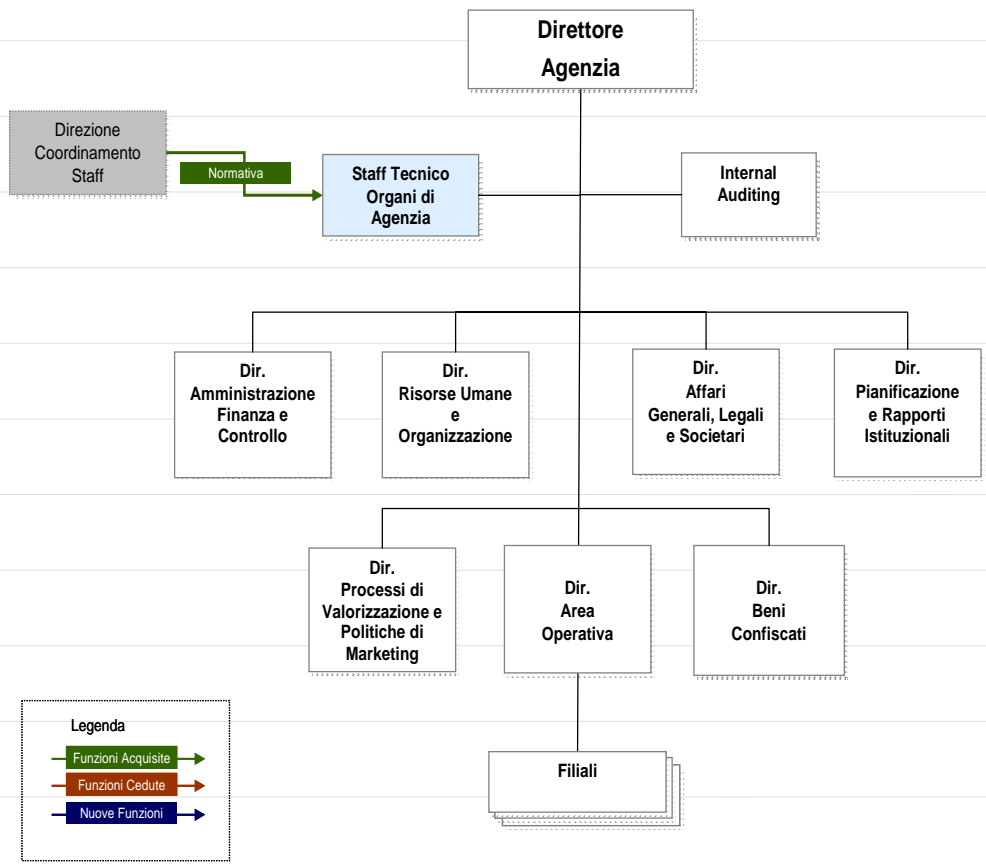 Direttore
Agenzia
Direzione
Coordinamento
Staff
Normativa
Staff Tecnico
Organi di
Agenzia
Internal
Auditing
Dir.
Amministrazione
Finanza e
Controllo
Dir.
Risorse Umane
e
Organizzazione
Dir.
Affari
Generali, Legali
e Societari
Dir.
Pianificazione
e Rapporti
Istituzionali
Dir.
Processi di
Valorizzazione e
Politiche di
Marketing
Dir.
Area
Operativa
Dir.
Beni
Confiscati
Filiali
Legenda
Funzioni Acquisite
Funzioni Cedute
Nuove Funzioni